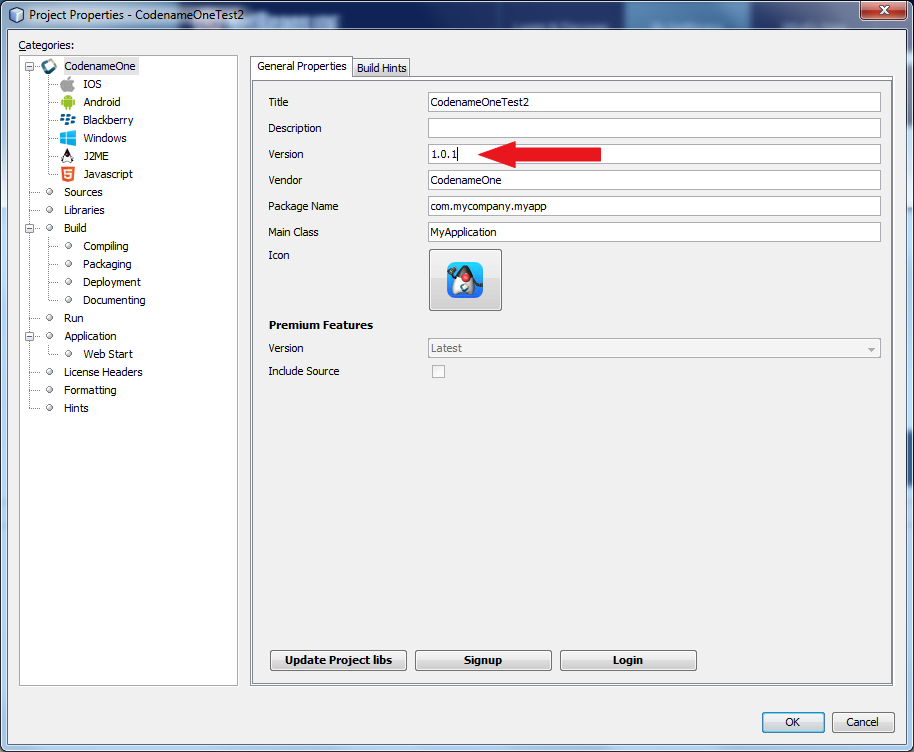 Project Properties - CodenameOneTest2
Categories:
CodenameOne
IOS
Android
Blackberry
Windows
J2ME
Javascript
Sources
Libraries
Build
Compiling
Packaging
Deployment
Documenting
Run
Application
Web Start
License Headers
Formatting
Hints
General Properties
Build Hints
Title
CodenameOneTest2
Description
Version
1.0.1
Vendor
CodenameOne
Package Name
com.mycompany.myapp
Main Class
MyApplication
Icon
Premium Features
Version
Latest
Include Source
Update Project libs
Signup
Login
OK
Cancel